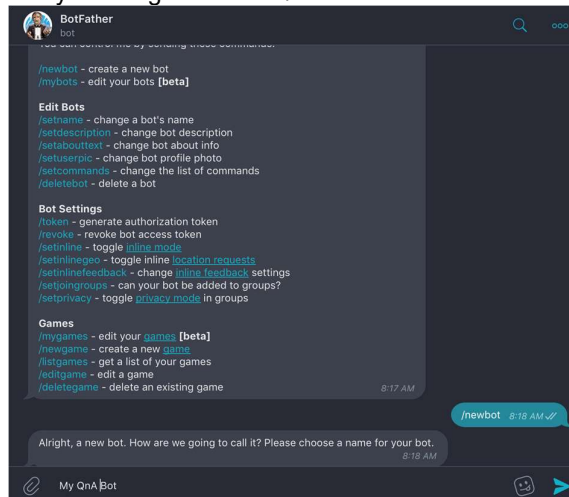 BotFather
bot
You can control me by sending these commands:
/newbot - create a new bot
/mybots - edit your bots [beta]
Edit Bots
/setname - change a bot's name
/setdescription - change bot description
/setabouttext - change bot about info
/setuserpic - change bot profile photo
/setcommands - change the list of commands
/deletebot - delete a bot
Bot Settings
/token - generate authorization token
/revoke - revoke bot access token
/setinline - toggle inline mode
/setinlinegeo - toggle inline location requests
/setinlinefeedback - change inline feedback settings
/setjoingroups - can your bot be added to groups?
/setprivacy - toggle privacy mode in groups
Games
/mygames - edit your games [beta]
/newgame - create a new game
/listgames - get a list of your games
/editgame - edit a game
/deletegame - delete an existing game
8:17 AM
/newbot 8:18 AM
Alright, a new bot. How are we going to call it? Please choose a name for your bot.
8:18 AM
My QnA Bot